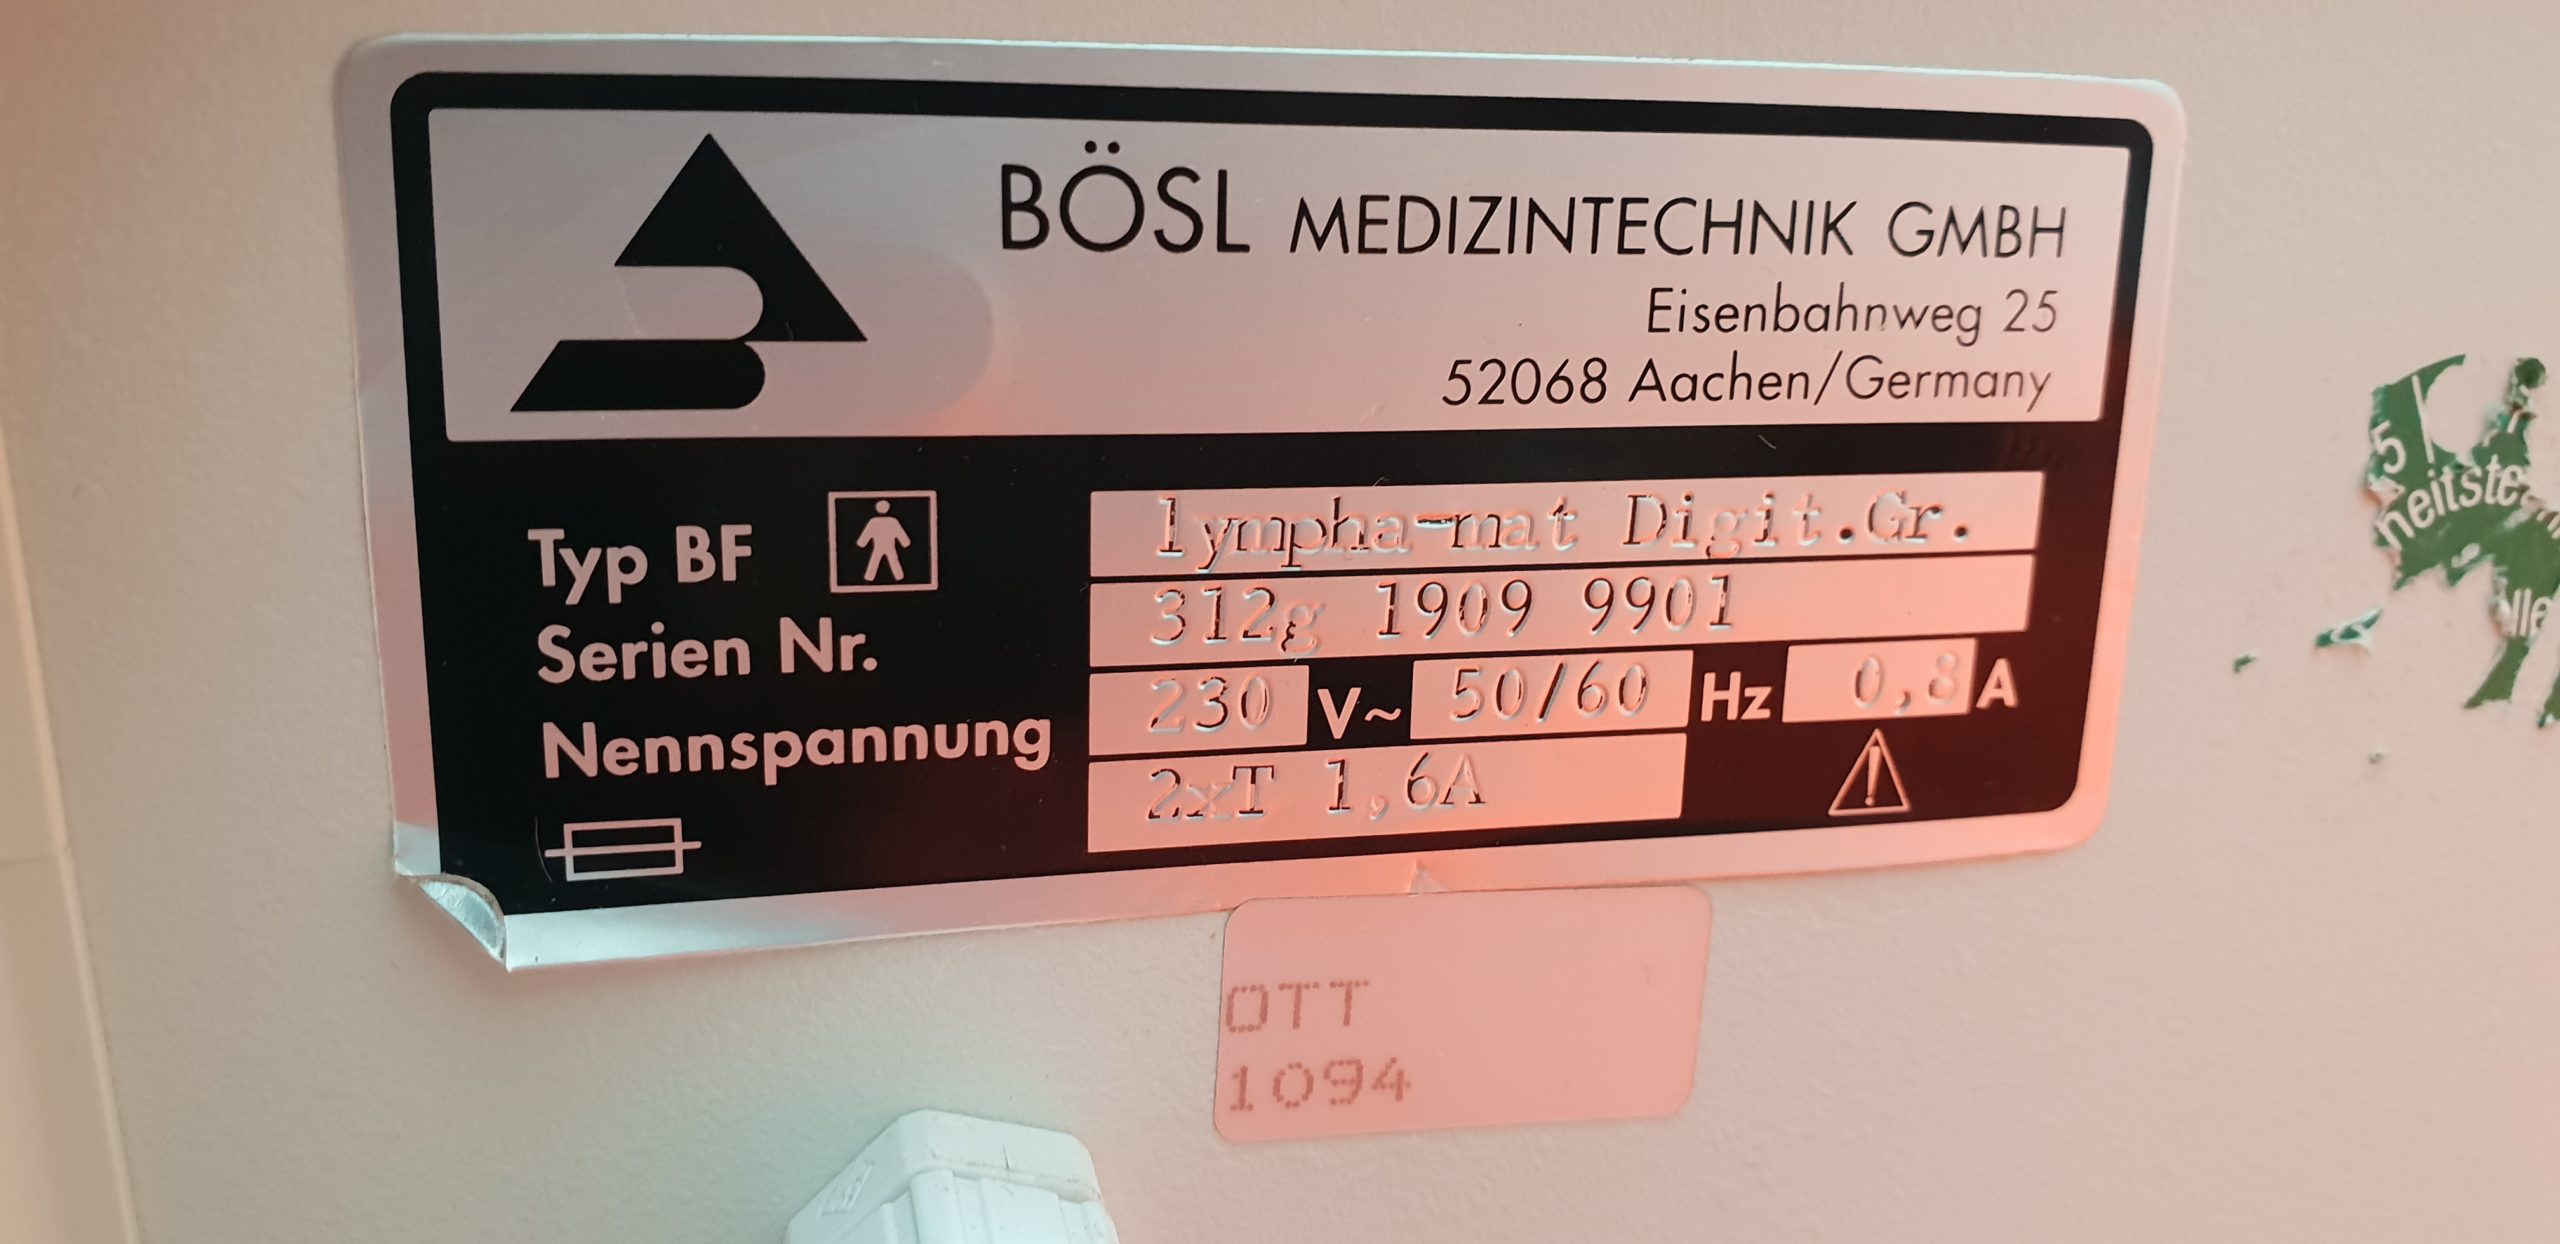 BÖSL MEDIZINTECHNIK GMBH
Eisenbahnweg 25
52068 Aachen/Germany
Typ BF lympha-mat Digit.Gr.
Serien Nr. 312g 1909 9901
Nennspannung 230 V~ 50/60 Hz 0,8 A
2xT 1,6A
OTT
1094
5